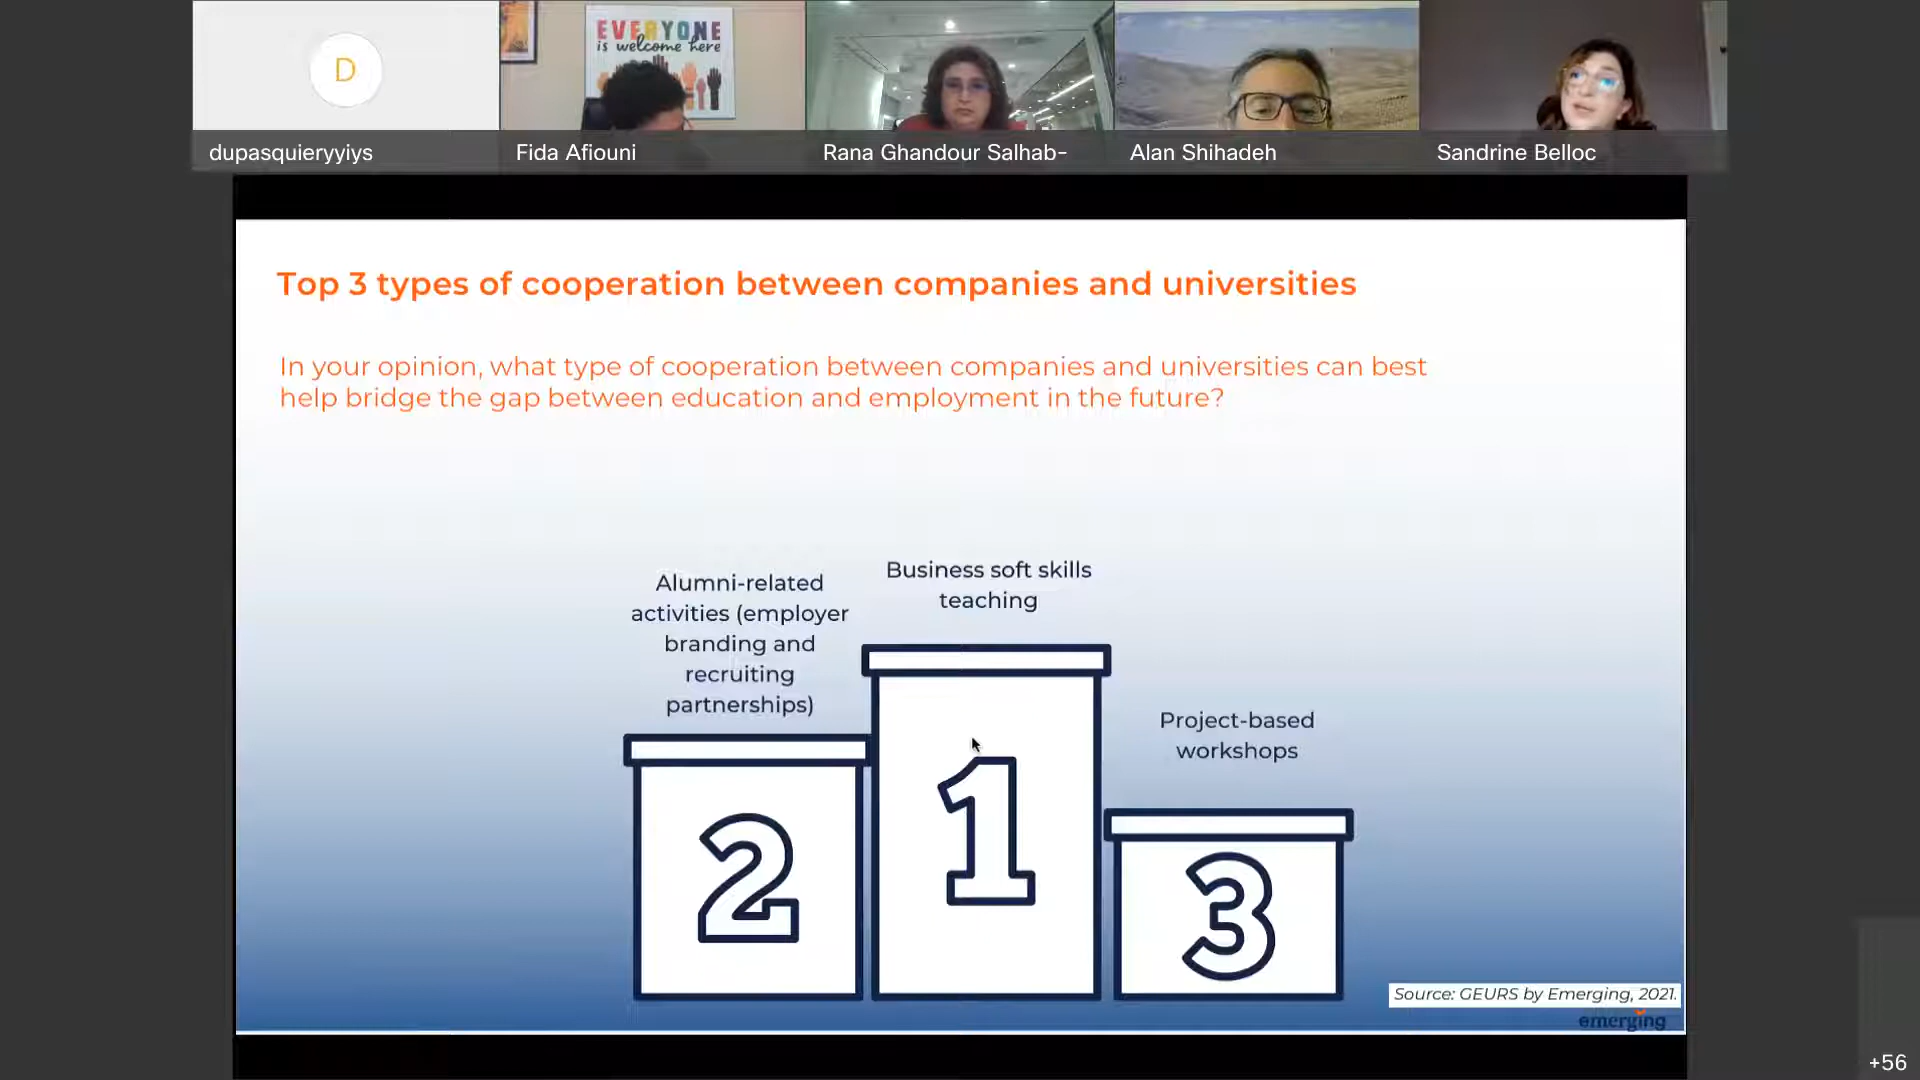 D
EVERYONE
is welcome here
dupasquieryyiys
Fida Afiouni
Rana Ghandour Salhab-
Alan Shihadeh
Sandrine Belloc
Top 3 types of cooperation between companies and universities
In your opinion, what type of cooperation between companies and universities can best
help bridge the gap between education and employment in the future?
Alumni-related
activities (employer
branding and
recruiting
partnerships)
2
Business soft skills
teaching
1
Project-based
workshops
3
Source: GEURS by Emerging, 2021.
emerging
+56